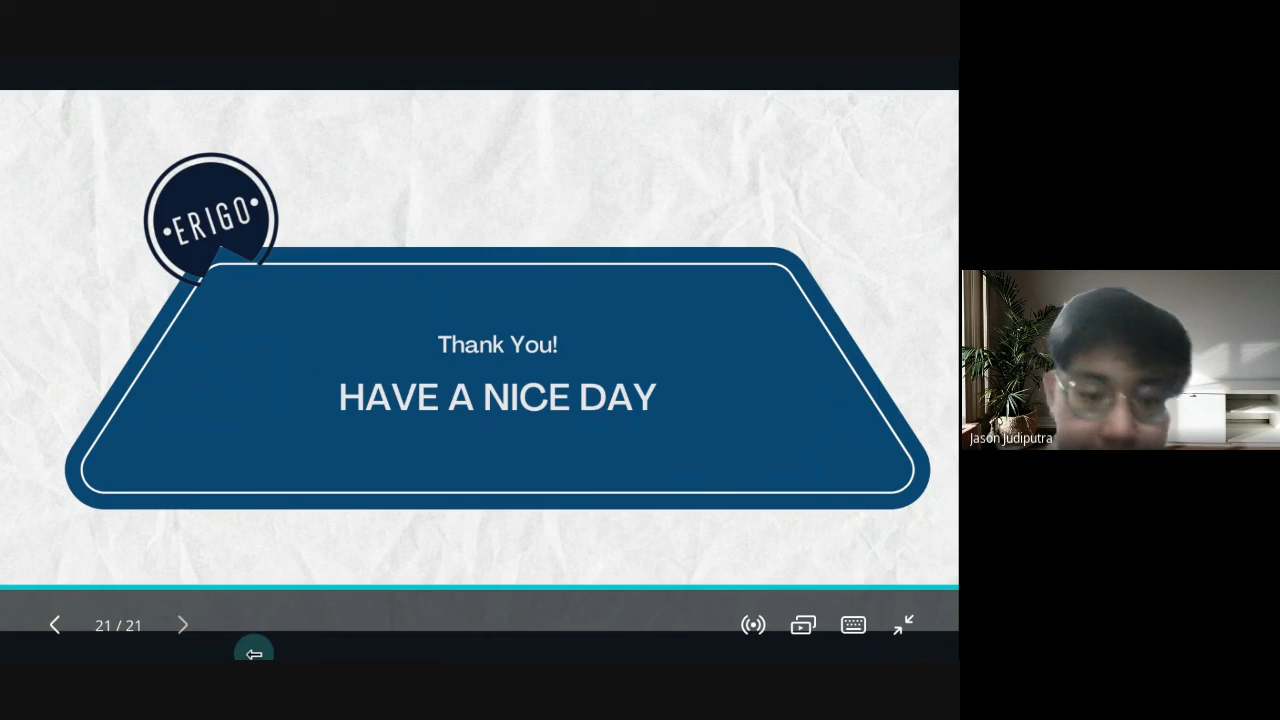 •ERIGO•
Thank You!
HAVE A NICE DAY
Jason Judiputra
21 / 21